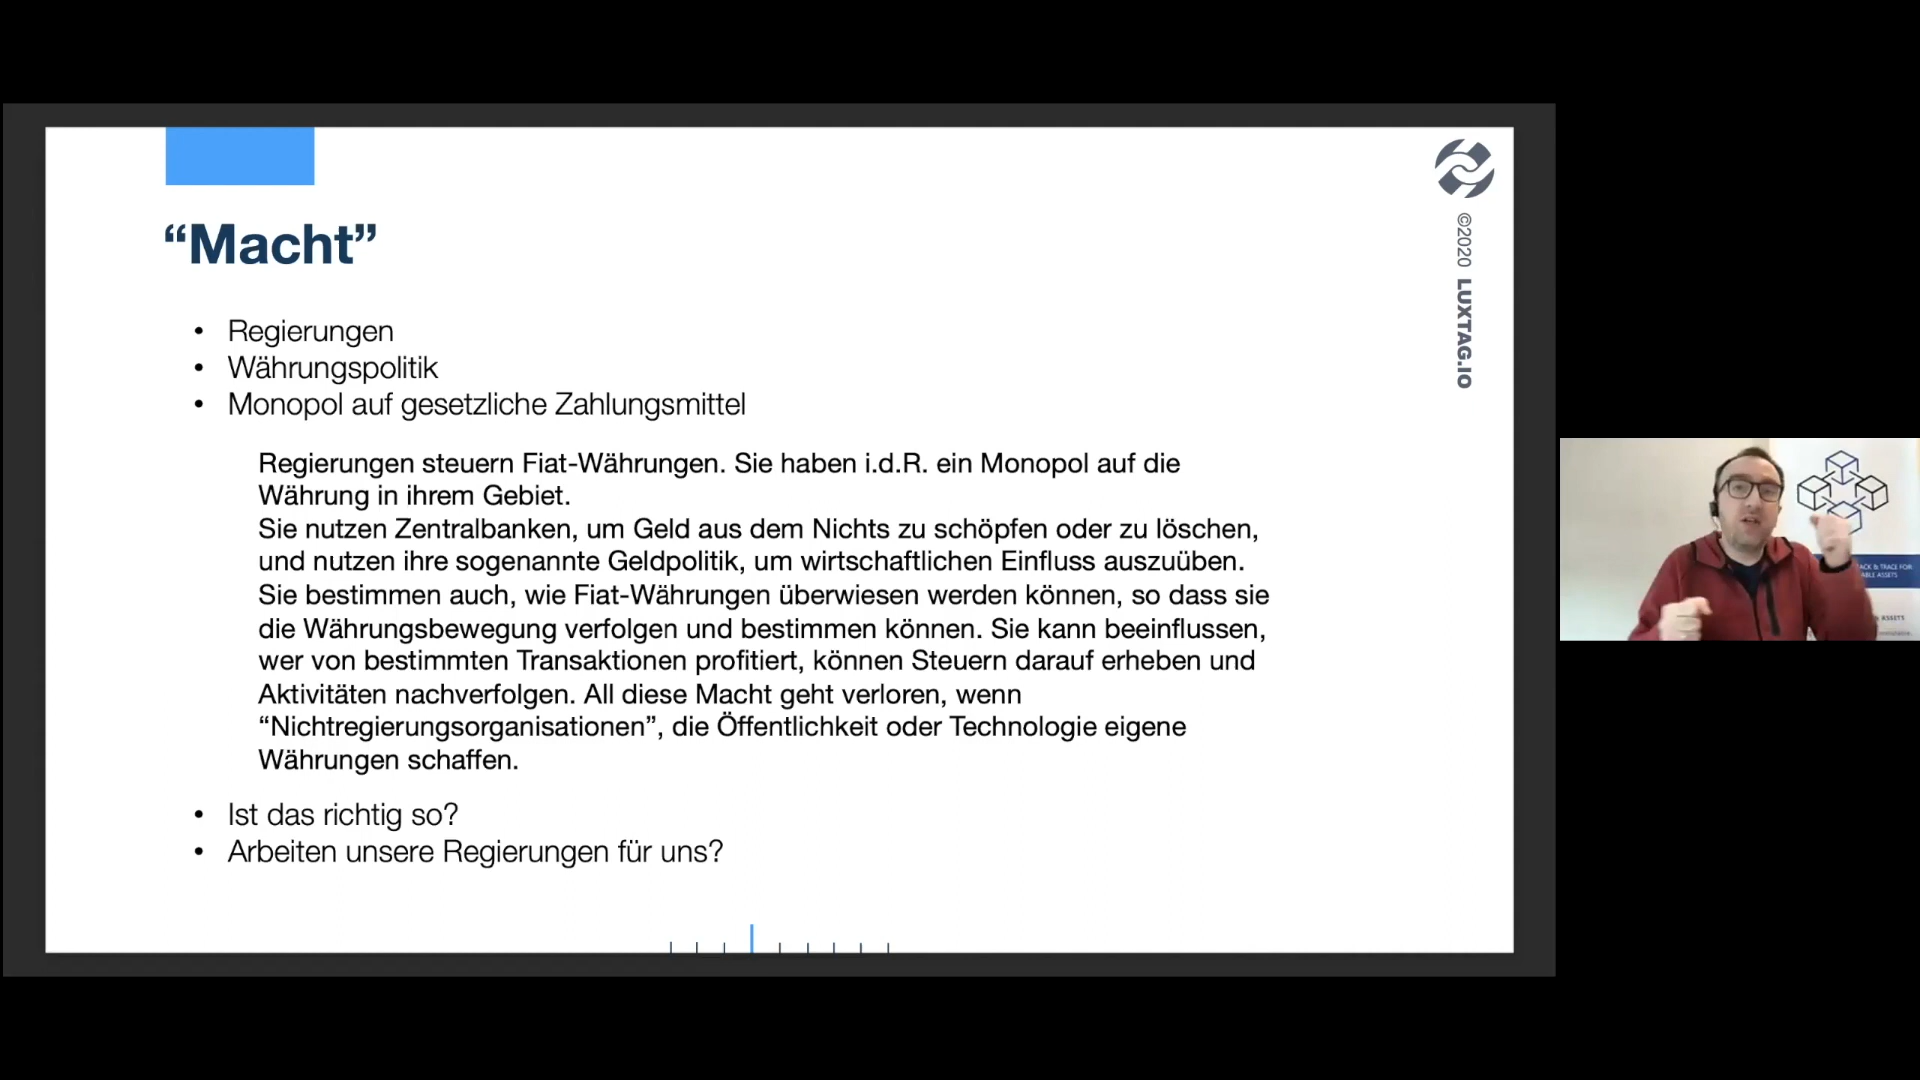 “Macht”
• Regierungen
• Währungspolitik
• Monopol auf gesetzliche Zahlungsmittel
Regierungen steuern Fiat-Währungen. Sie haben i.d.R. ein Monopol auf die
Währung in ihrem Gebiet.
Sie nutzen Zentralbanken, um Geld aus dem Nichts zu schöpfen oder zu löschen,
und nutzen ihre sogenannte Geldpolitik, um wirtschaftlichen Einfluss auszuüben.
Sie bestimmen auch, wie Fiat-Währungen überwiesen werden können, so dass sie
die Währungsbewegung verfolgen und bestimmen können. Sie kann beeinflussen,
wer von bestimmten Transaktionen profitiert, können Steuern darauf erheben und
Aktivitäten nachverfolgen. All diese Macht geht verloren, wenn
“Nichtregierungsorganisationen”, die Öffentlichkeit oder Technologie eigene
Währungen schaffen.
• Ist das richtig so?
• Arbeiten unsere Regierungen für uns?
©2020 LUXTAG.IO
& TRACE FOR
ASSETS
ASSETS